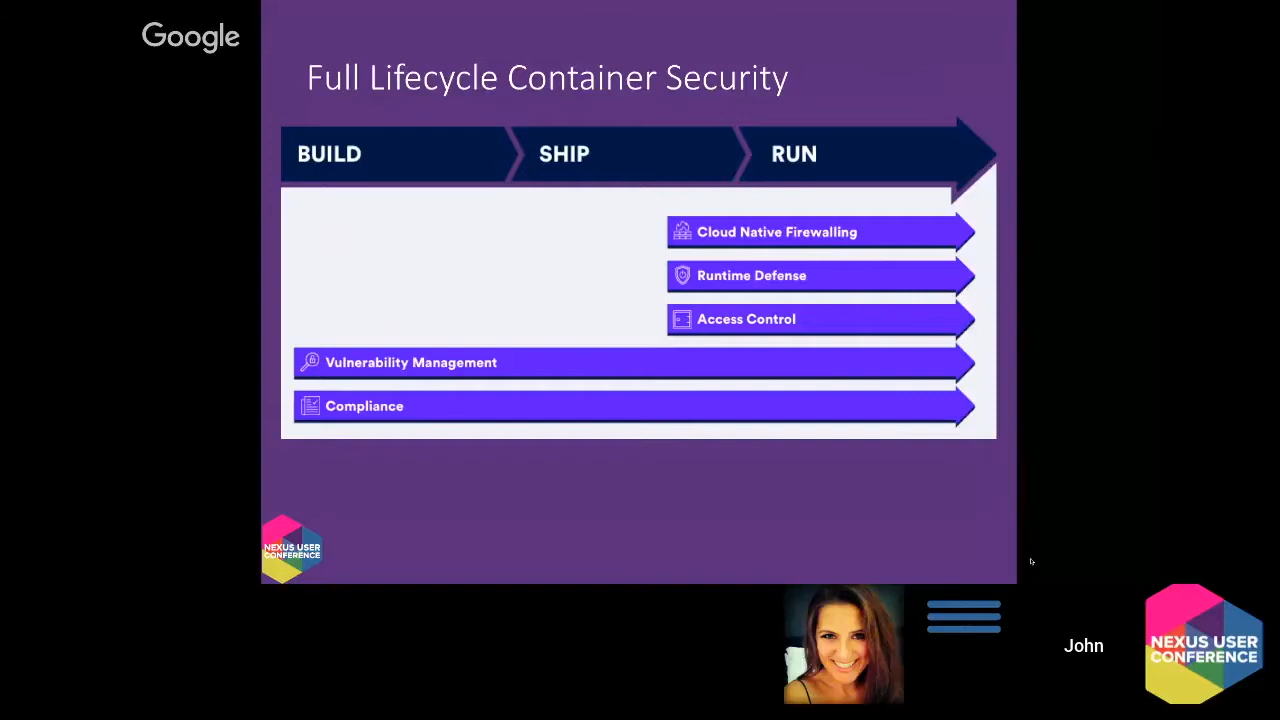 Google
Full Lifecycle Container Security
BUILD SHIP RUN
Cloud Native Firewalling
Runtime Defense
Access Control
Vulnerability Management
Compliance
NEXUS USER
CONFERENCE
John
NEXUS USER
CONFERENCE